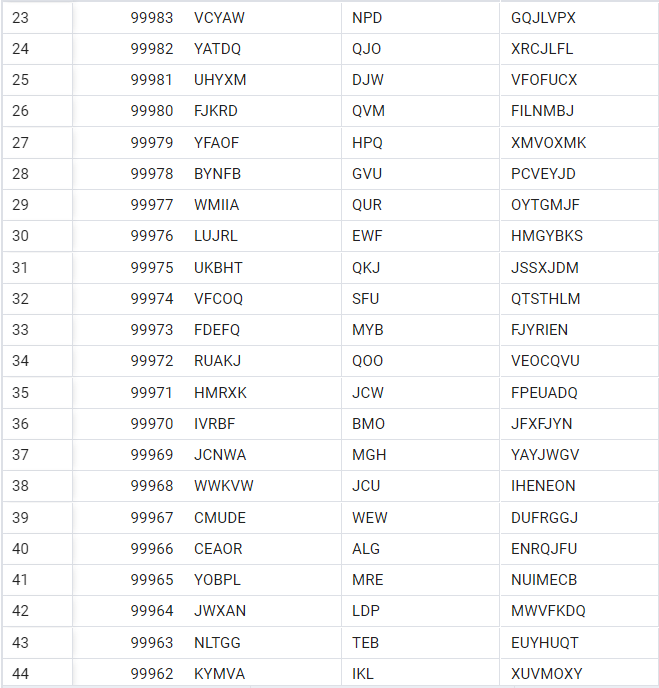 23 99983 VCYAW NPD GQJLVPX
24 99982 YATDQ QJO XRCJLFL
25 99981 UHYXM DJW VFOFUCX
26 99980 FJKRD QVM FILNMBJ
27 99979 YFAOF HPQ XMVOXMK
28 99978 BYNFB GVU PCVEYJD
29 99977 WMIIA QUR OYTGMJF
30 99976 LUJRL EWF HMGYBKS
31 99975 UKBHT QKJ JSSXJDM
32 99974 VFCOQ SFU QTSTHLM
33 99973 FDEFQ MYB FJYRIEN
34 99972 RUAKJ QOO VEOCQVU
35 99971 HMRXK JCW FPEUADQ
36 99970 IVRBF BMO JFXFJYN
37 99969 JCNWA MGH YAYJWGV
38 99968 WWKVW JCU IHENEON
39 99967 CMUDE WEW DUFRGGJ
40 99966 CEAOR ALG ENRQJFU
41 99965 YOBPL MRE NUIMECB
42 99964 JWXAN LDP MWVFKDQ
43 99963 NLTGG TEB EUYHUQT
44 99962 KYMVA IKL XUVMOXY